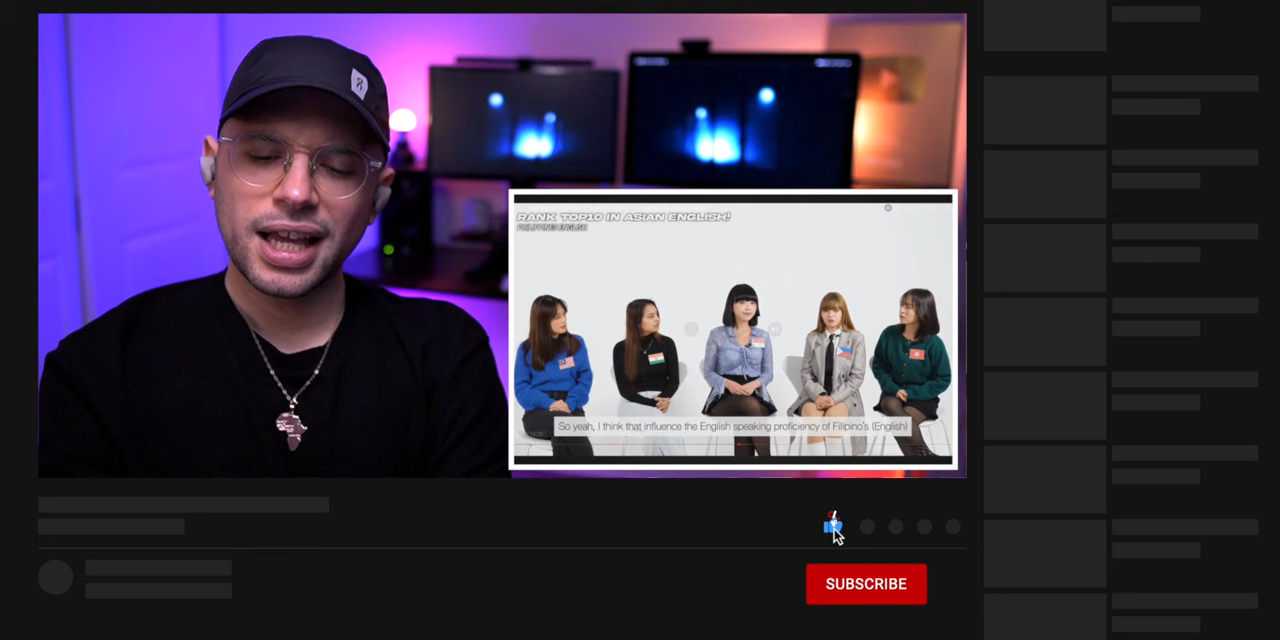 RANK TOP10 IN ASIAN ENGLISH!
PHILIPPINES ENGLISH
So yeah, I think that influence the English speaking proficiency of Filipino's (English)
SUBSCRIBE